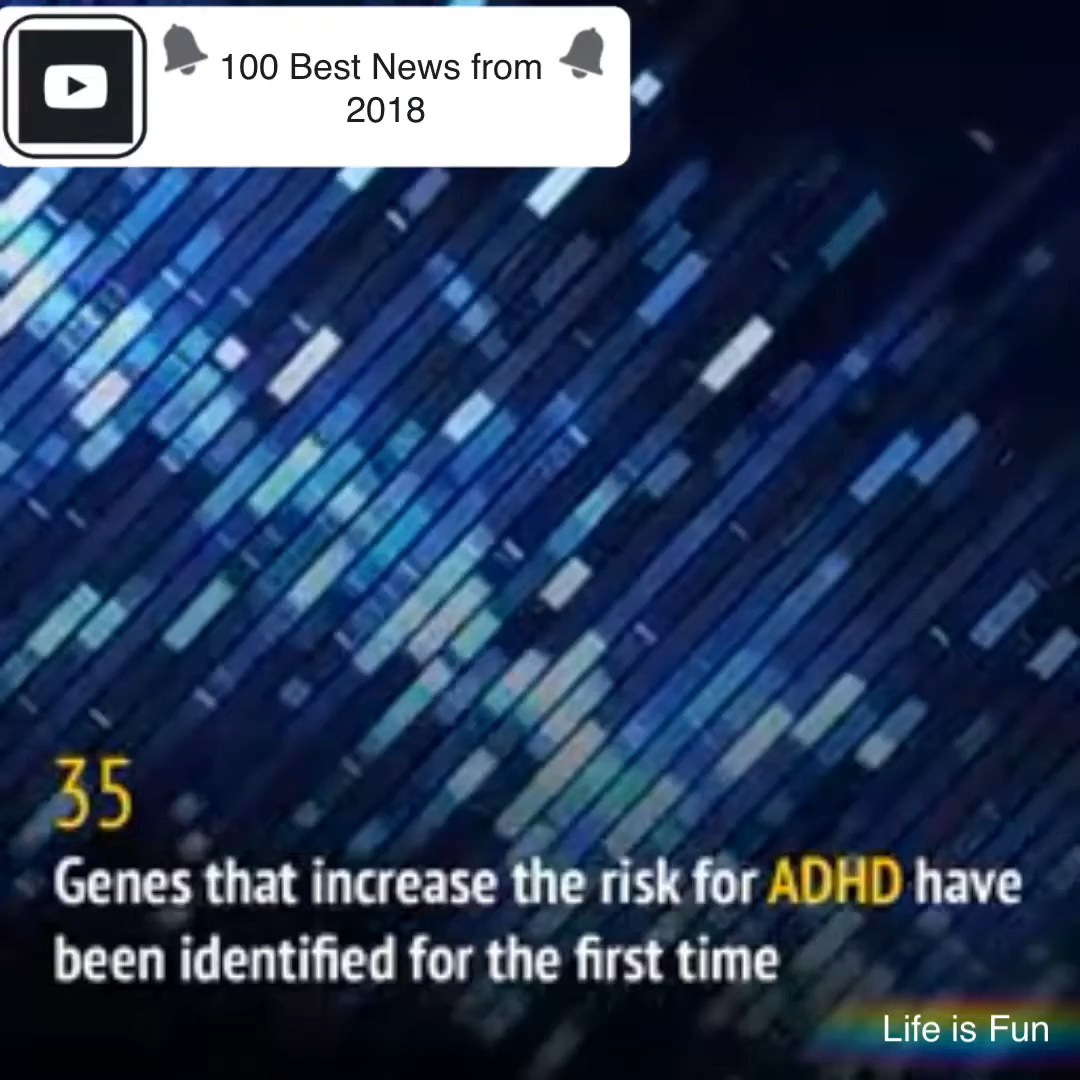 100 Best News from
2018
35
Genes that increase the risk for ADHD have
been identified for the first time
Life is Fun